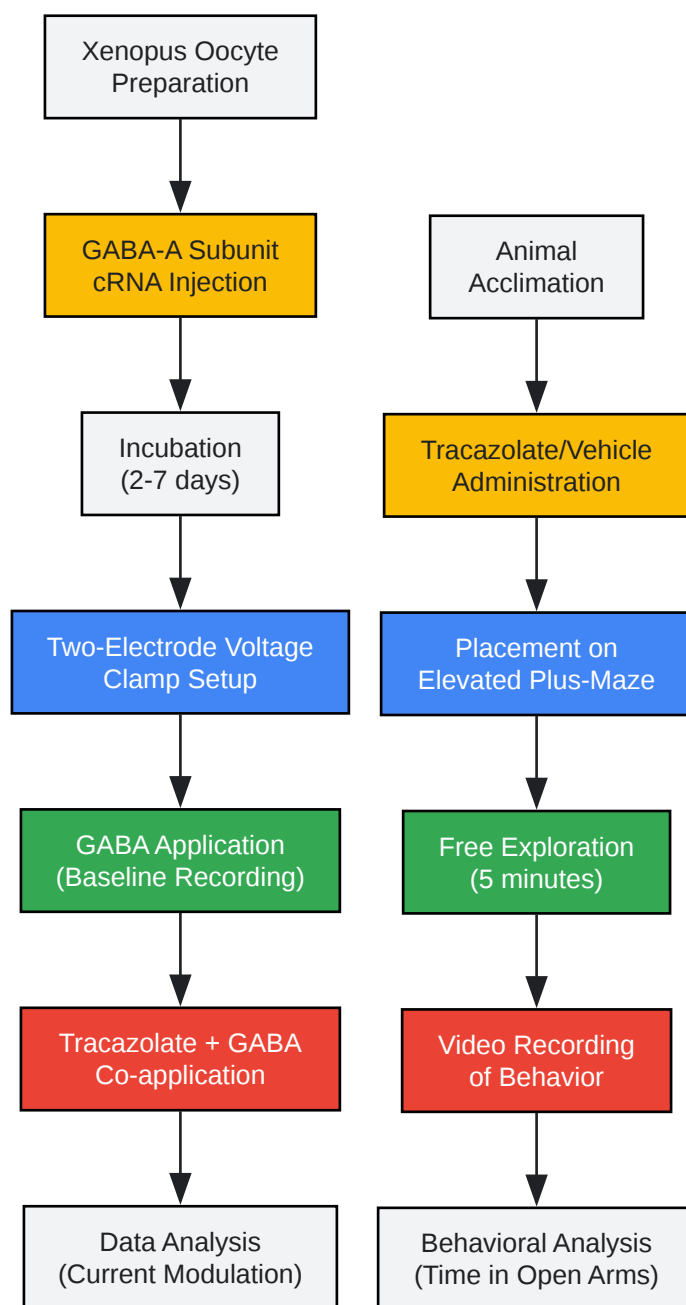 Xenopus Oocyte
Preparation
GABA-A Subunit
cRNA Injection
Incubation
(2-7 days)
Two-Electrode Voltage
Clamp Setup
GABA Application
(Baseline Recording)
Tracazolate + GABA
Co-application
Data Analysis
(Current Modulation)
Animal
Acclimation
Tracazolate/Vehicle
Administration
Placement on
Elevated Plus-Maze
Free Exploration
(5 minutes)
Video Recording
of Behavior
Behavioral Analysis
(Time in Open Arms)